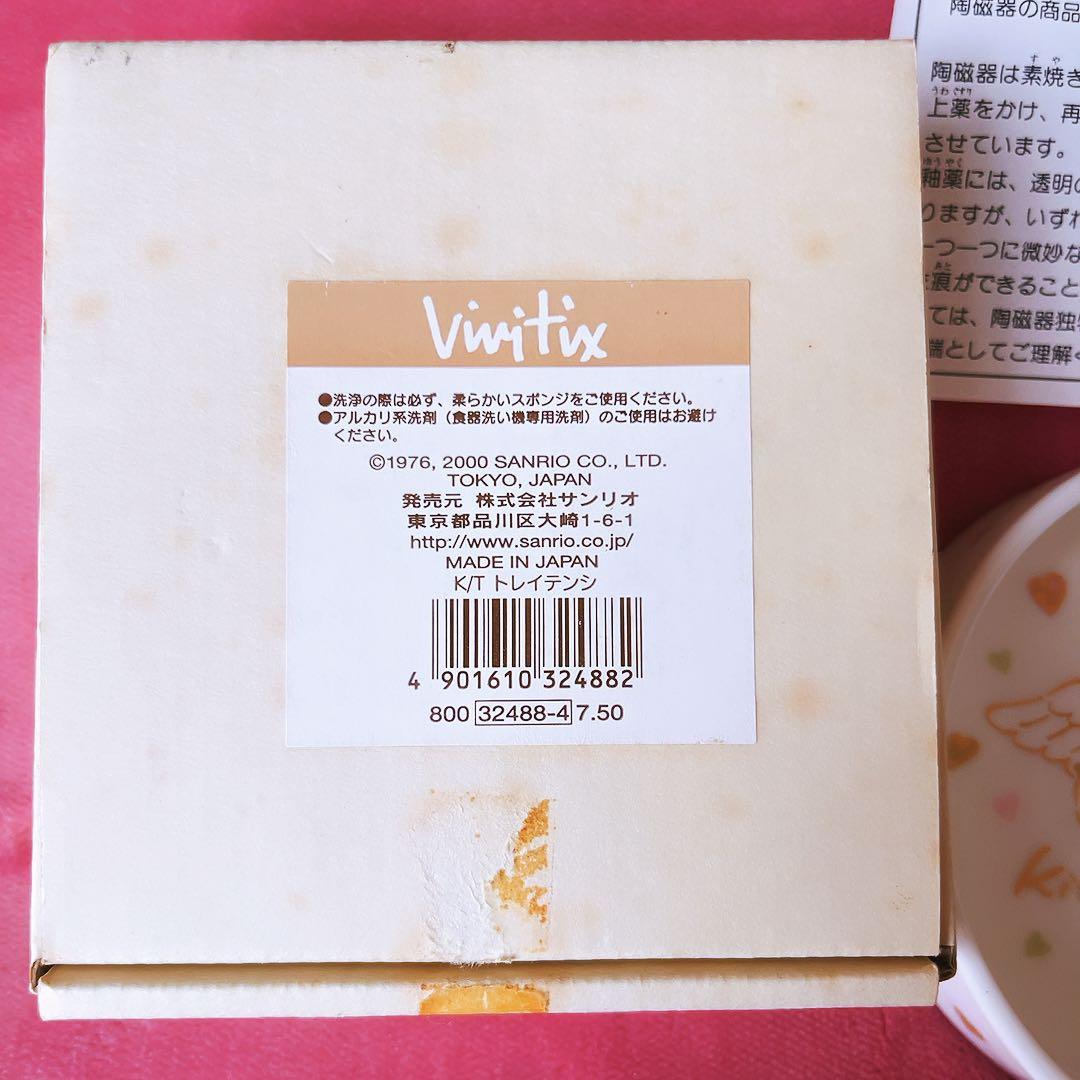 Vivitix
●洗浄の際は必ず、柔らかいスポンジをご使用ください。
●アルカリ系洗剤（食器洗い機専用洗剤）のご使用はお避け
ください。
©1976, 2000 SANRIO CO., LTD.
TOKYO, JAPAN
発売元 株式会社サンリオ
東京都品川区大崎1-6-1
http://www.sanrio.co.jp/
MADE IN JAPAN
K/T トレイテンシ
4 901610 324882
800 32488-4 7.50
陶磁器の商品
陶磁器は素焼き
上薬をかけ、再
させています。
釉薬には、透明の
りますが、いずれ
一つ一つに微妙な
痕ができること
ては、陶磁器独
端としてご理解く
Ki